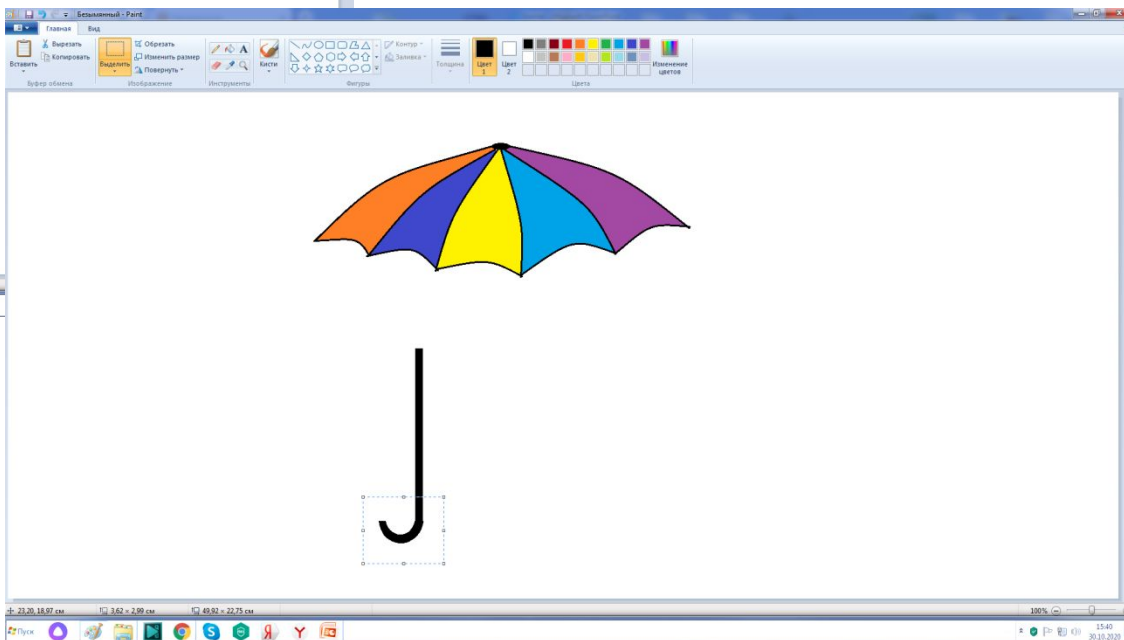 Безымянный - Paint
Главная Вид
Вставить
Вырезать
Копировать
Буфер обмена
Выделить
Обрезать
Изменить размер
Повернуть
Изображение
A
Инструменты
Кисти
Контур
Заливка
Фигуры
Толщина
Цвет 1
Цвет 2
Изменение цветов
Цвета
23,20, 18,97 см 3,62 × 2,99 см 49,92 × 22,75 см 100%
Пуск S Я Y
15:40
30.10.2020